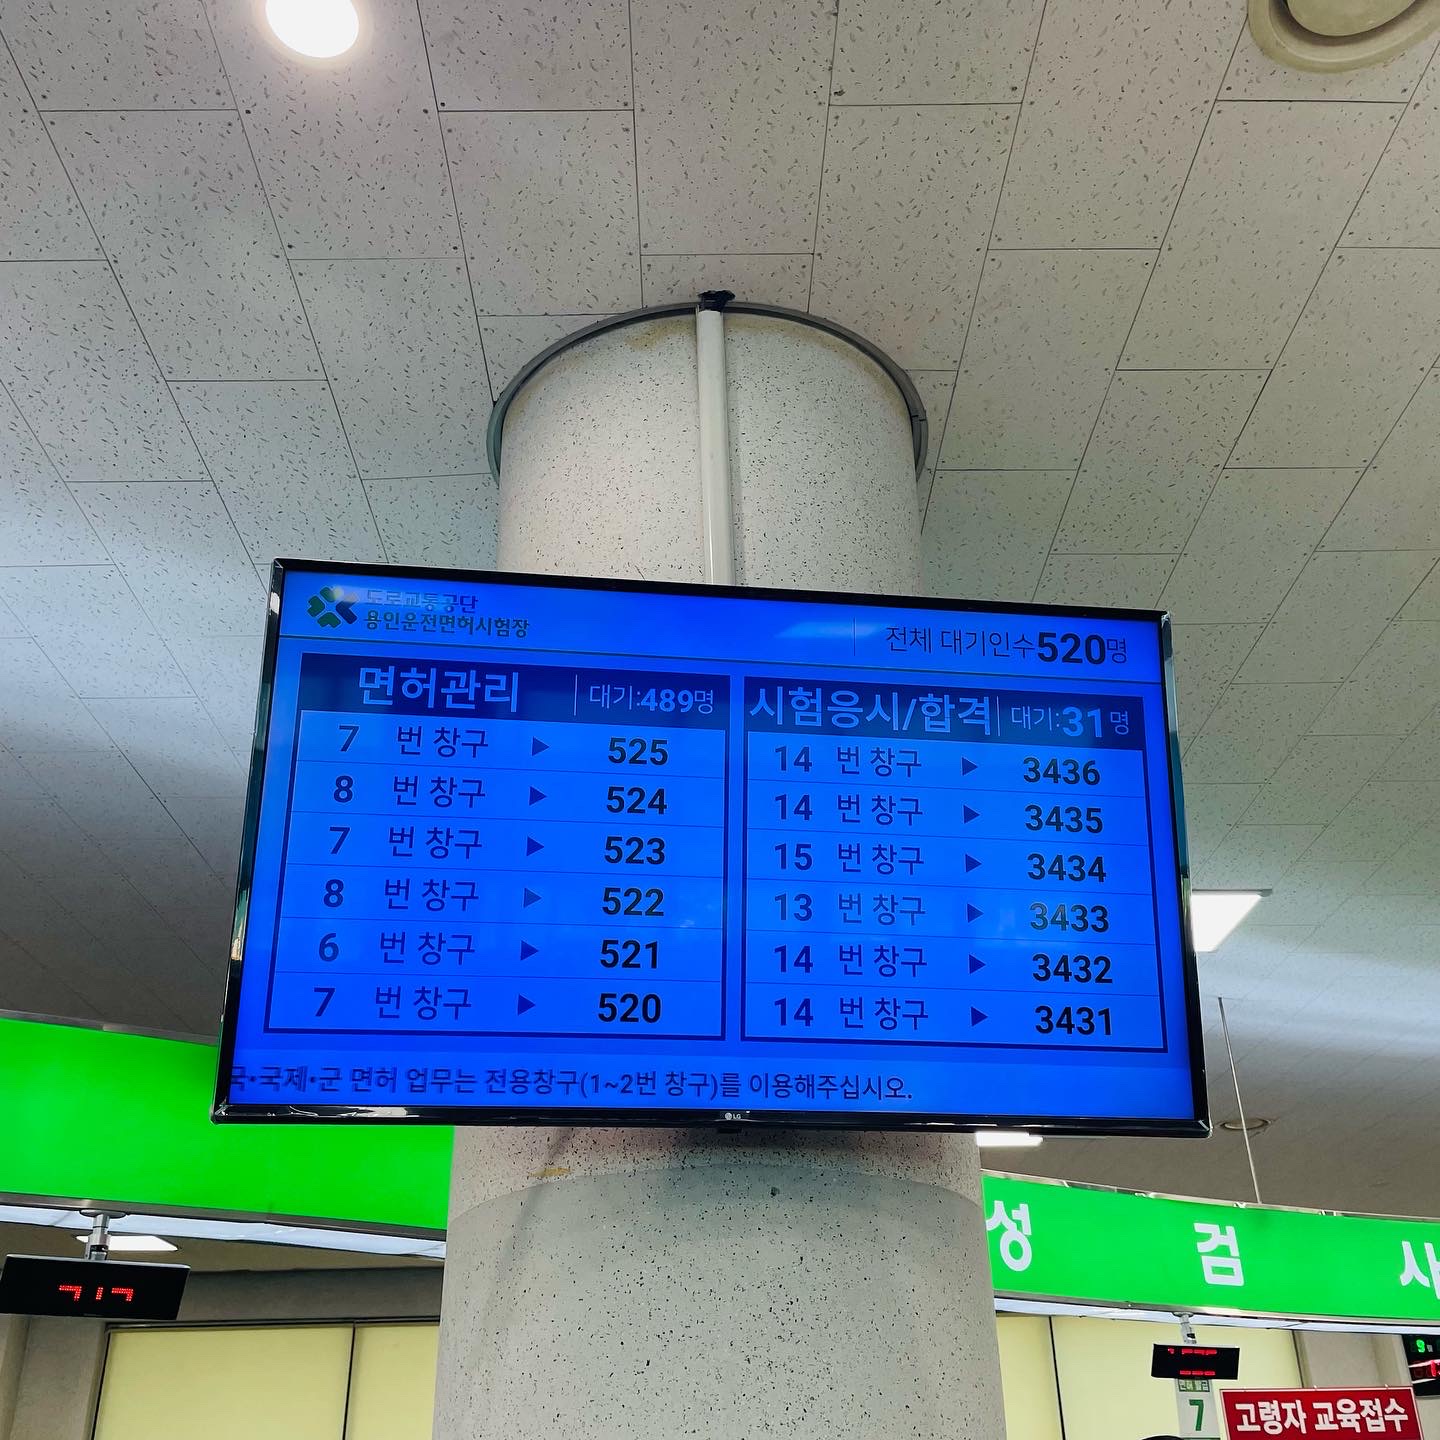 도로교통공단
용인운전면허시험장
전체 대기인수520명
면허관리 대기:489명
7 번 창구 ▶ 525
8 번 창구 ▶ 524
7 번 창구 ▶ 523
8 번 창구 ▶ 522
6 번 창구 ▶ 521
7 번 창구 ▶ 520
시험응시/합격 대기:31명
14 번 창구 ▶ 3436
14 번 창구 ▶ 3435
15 번 창구 ▶ 3434
13 번 창구 ▶ 3433
14 번 창구 ▶ 3432
14 번 창구 ▶ 3431
국•국제•군 면허 업무는 전용창구(1~2번 창구)를 이용해주십시오.
LG
성 검 사
7
고령자 교육접수
9